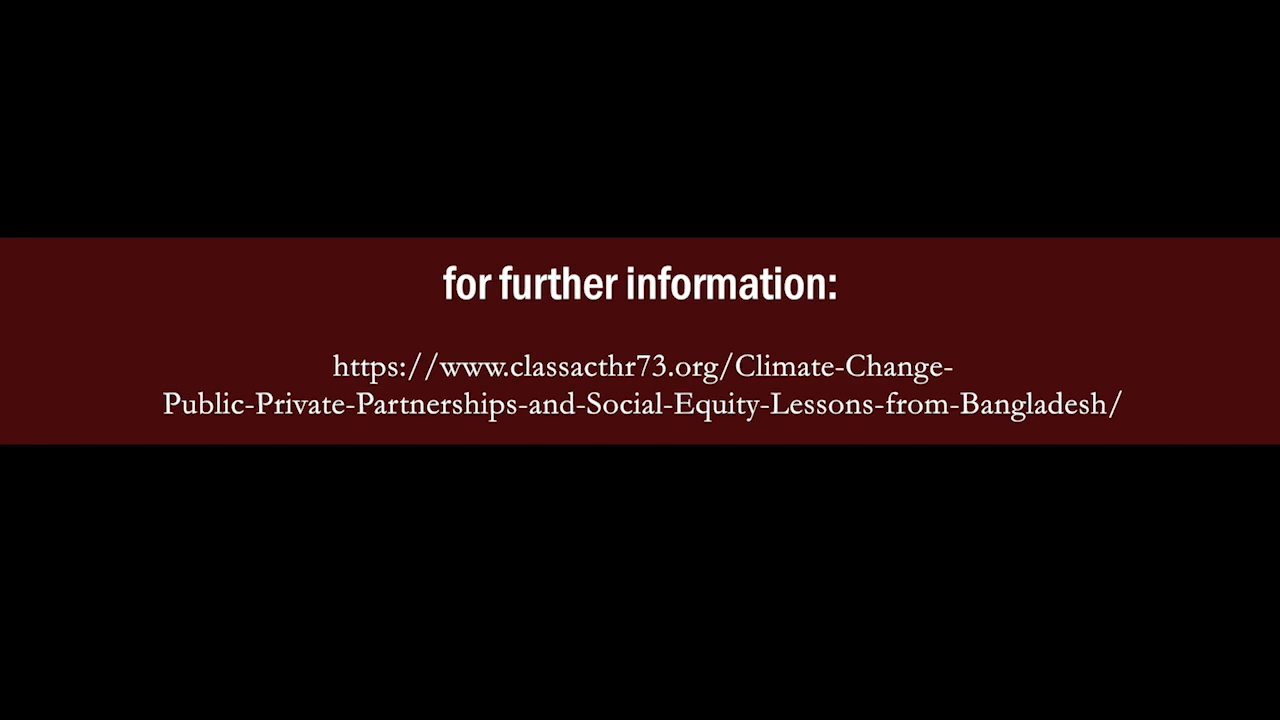 for further information:
https://www.classacthr73.org/Climate-Change-
Public-Private-Partnerships-and-Social-Equity-Lessons-from-Bangladesh/